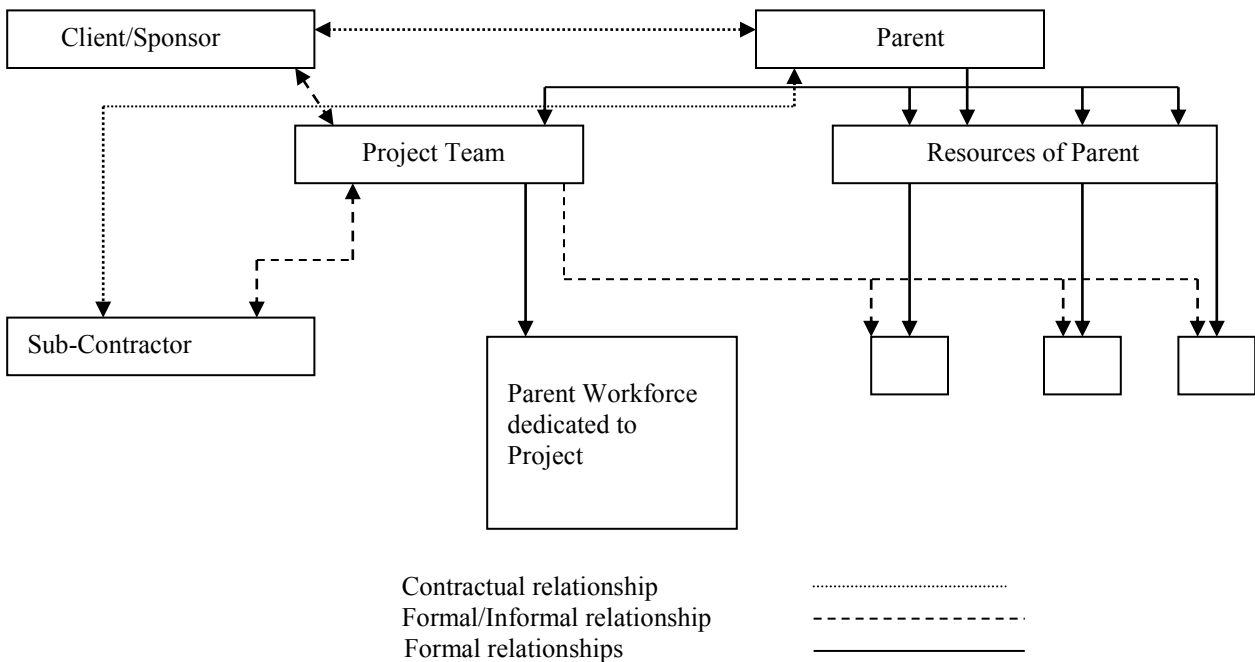 Client/Sponsor
Parent
Project Team
Resources of Parent
Sub-Contractor
Parent Workforce
dedicated to
Project
Contractual relationship
Formal/Informal relationship
Formal relationships